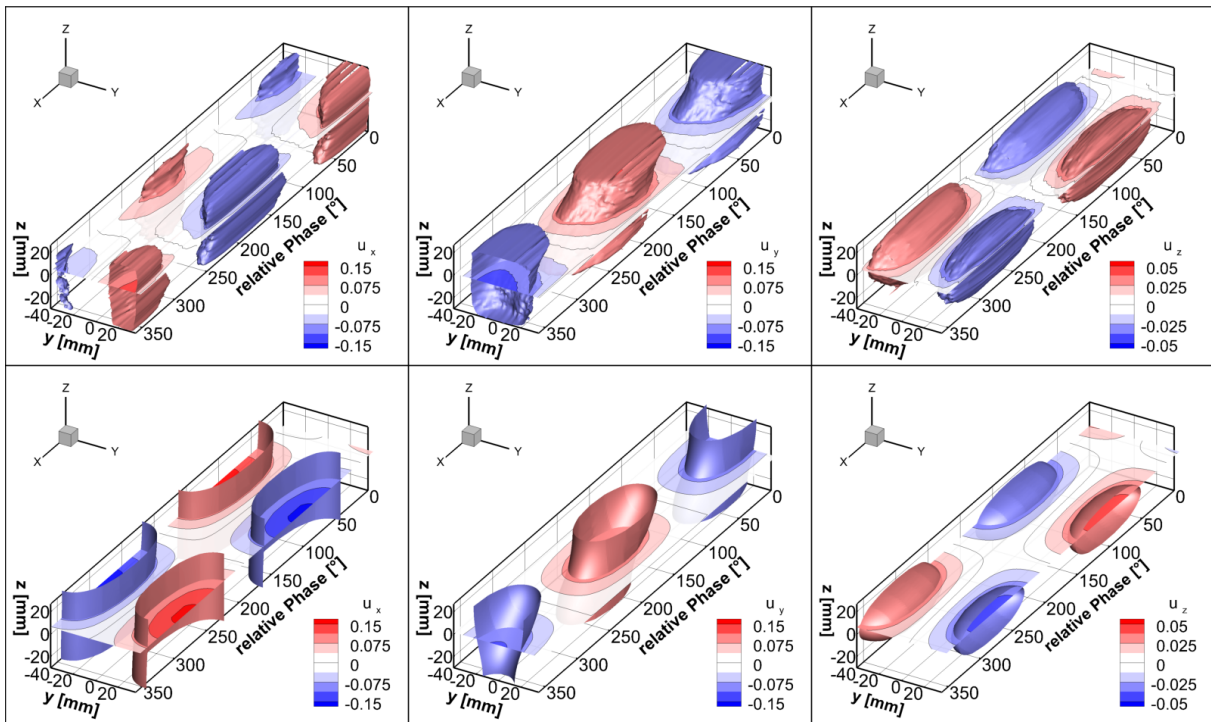 Z
X
Y
0
50
100
150
200
250
300
350
relative Phase [°]
z [mm]
20
0
-20
-40
-20
0
20
y [mm]
u x
0.15
0.075
0
-0.075
-0.15
Z
X
Y
0
50
100
150
200
250
300
350
relative Phase [°]
z [mm]
20
0
-20
-40
-20
0
20
y [mm]
u y
0.15
0.075
0
-0.075
-0.15
Z
X
Y
0
50
100
150
200
250
300
350
relative Phase [°]
z [mm]
20
0
-20
-40
-20
0
20
y [mm]
u z
0.05
0.025
0
-0.025
-0.05
Z
X
Y
0
50
100
150
200
250
300
350
relative Phase [°]
z [mm]
20
0
-20
-40
-20
0
20
y [mm]
u x
0.15
0.075
0
-0.075
-0.15
Z
X
Y
0
50
100
150
200
250
300
350
relative Phase [°]
z [mm]
20
0
-20
-40
-20
0
20
y [mm]
u y
0.15
0.075
0
-0.075
-0.15
Z
X
Y
0
50
100
150
200
250
300
350
relative Phase [°]
z [mm]
20
0
-20
-40
-20
0
20
y [mm]
u z
0.05
0.025
0
-0.025
-0.05